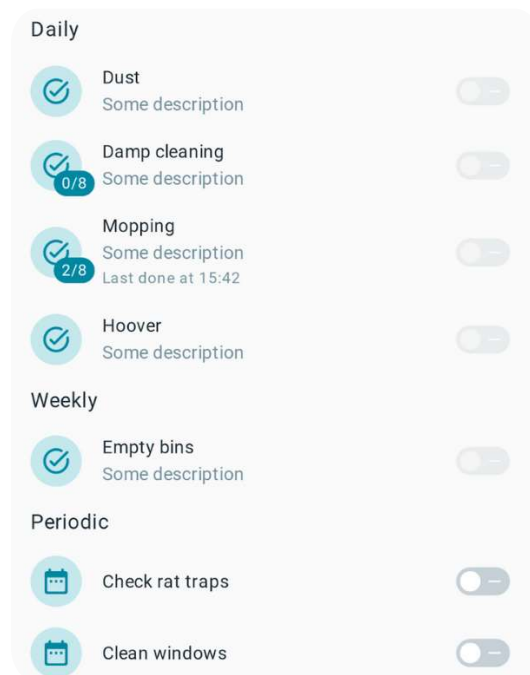 Daily
Dust
Some description
Damp cleaning
0/8
Some description
Mopping
Some description
2/8
Last done at 15:42
Hoover
Some description
Weekly
Empty bins
Some description
Periodic
Check rat traps
Clean windows